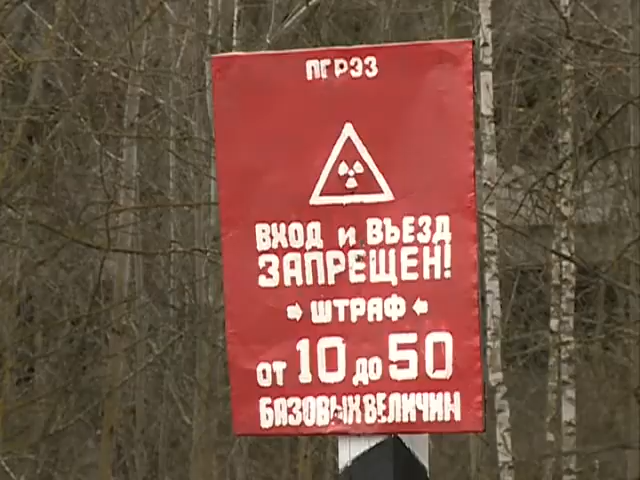 ПГРЭЗ
ВХОД и ВЪЕЗД
ЗАПРЕЩЕН!
ШТРАФ
от 10 до 50
БАЗОВЫХ ВЕЛИЧИН